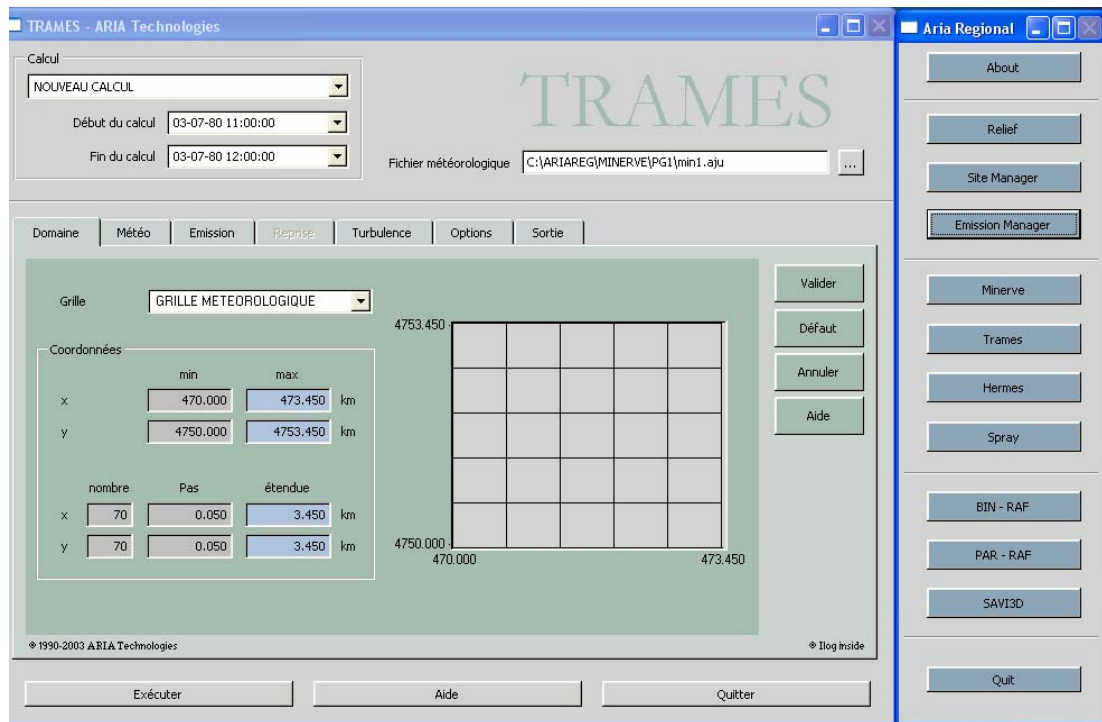 TRAMES - ARIA Technologies
Calcul
NOUVEAU CALCUL
Début du calcul 03-07-80 11:00:00
Fin du calcul 03-07-80 12:00:00
TRAMES
Fichier météorologique C:\ARIAREG\MINERVE\PG1\min1.aju ...
Domaine Météo Emission Reprise Turbulence Options Sortie
Grille GRILLE METEOROLOGIQUE
Coordonnées
min max
x 470.000 473.450 km
y 4750.000 4753.450 km
nombre Pas étendue
x 70 0.050 3.450 km
y 70 0.050 3.450 km
4753.450
4750.000
470.000 473.450
Valider
Défaut
Annuler
Aide
© 1990-2003 ARIA Technologies
© Ilog inside
Exécuter Aide Quitter
Aria Regional
About
Relief
Site Manager
Emission Manager
Minerve
Trames
Hermes
Spray
BIN - RAF
PAR - RAF
SAVI3D
Quit